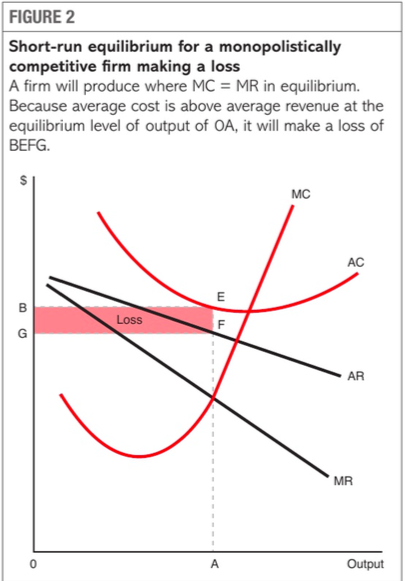 FIGURE 2
Short-run equilibrium for a monopolistically
competitive firm making a loss
A firm will produce where MC = MR in equilibrium.
Because average cost is above average revenue at the
equilibrium level of output of 0A, it will make a loss of
BEFG.
$
MC
AC
E
B
Loss
F
G
AR
MR
0
A
Output